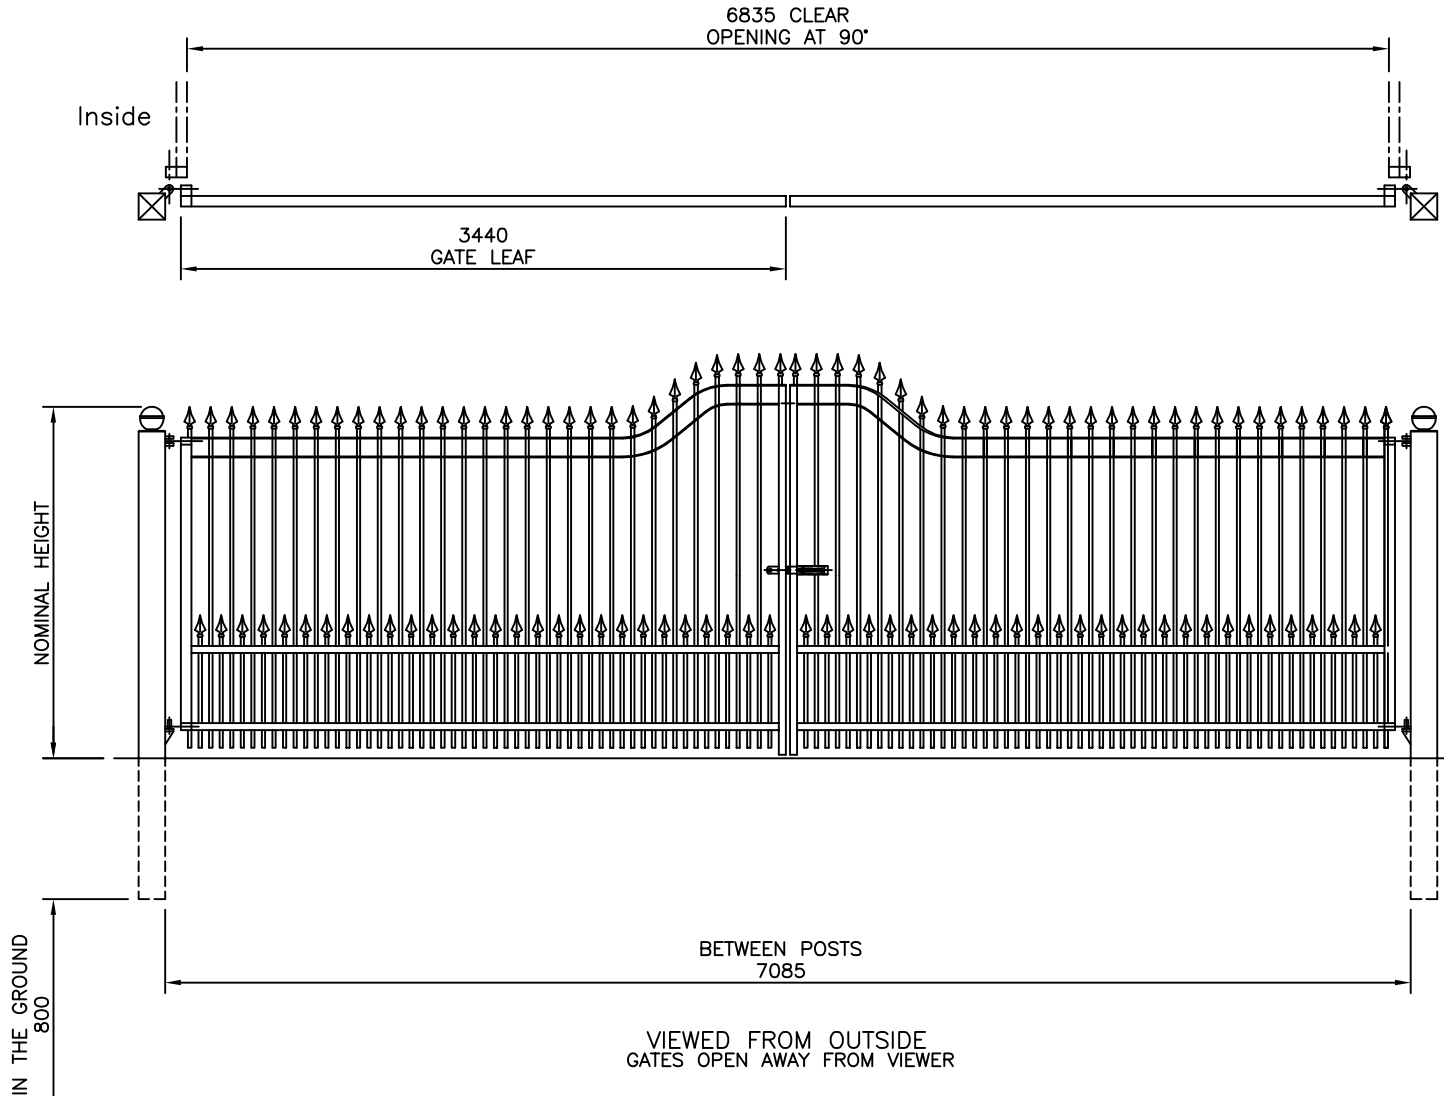 6835 CLEAR
OPENING AT 90°
Inside
3440
GATE LEAF
NOMINAL HEIGHT
BETWEEN POSTS
7085
IN THE GROUND
800
VIEWED FROM OUTSIDE
GATES OPEN AWAY FROM VIEWER